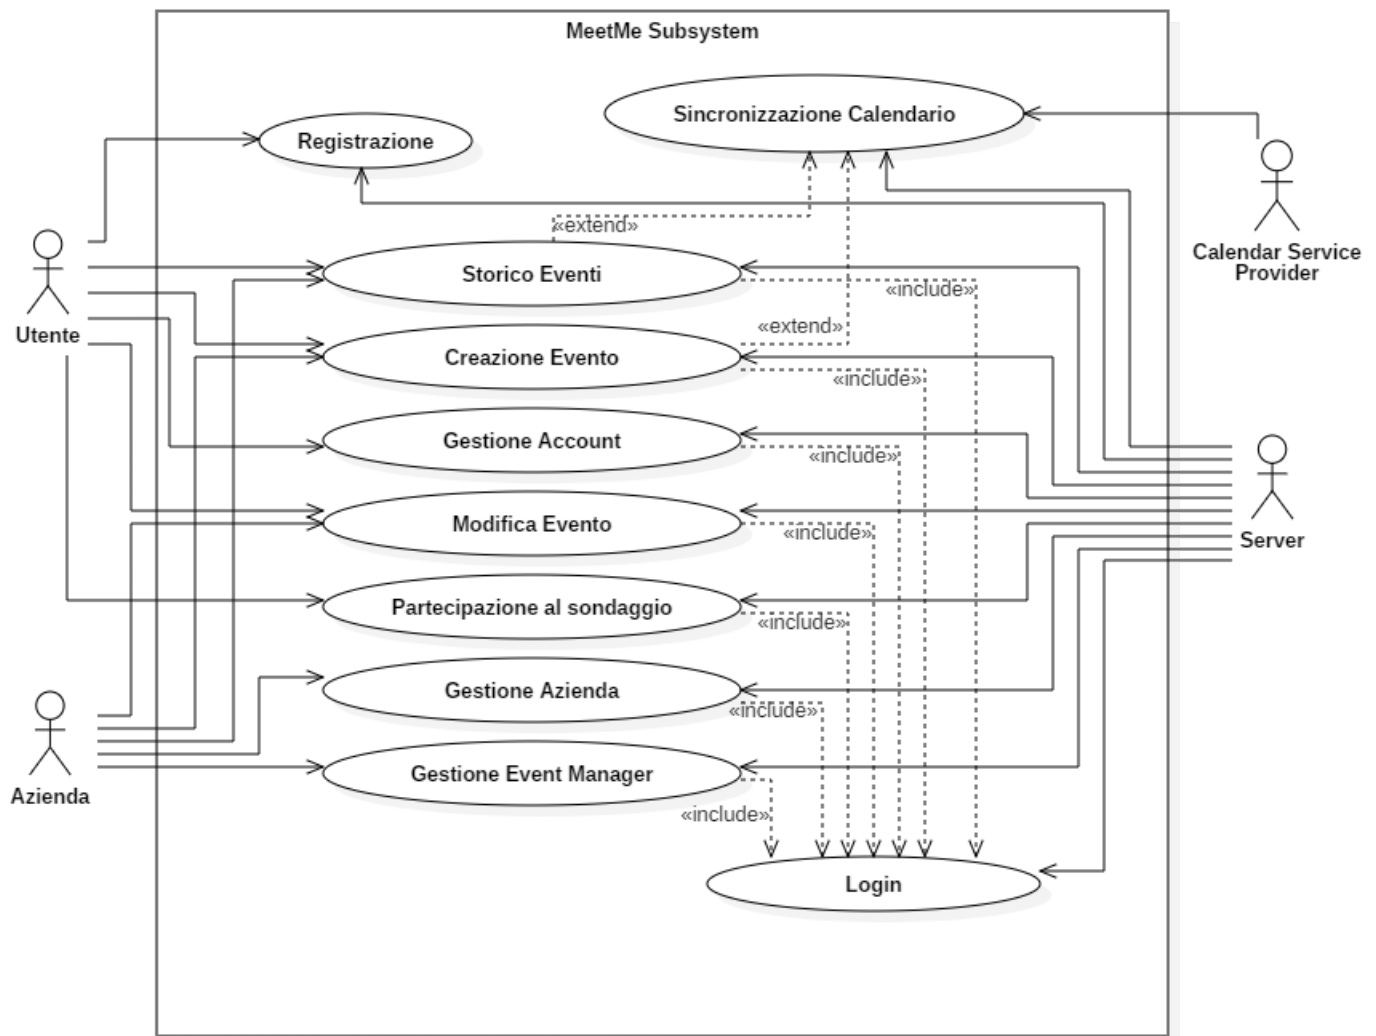 MeetMe Subsystem
Sincronizzazione Calendario
Registrazione
«extend»
Calendar Service
Provider
Storico Eventi
«include»
Utente
«extend»
Creazione Evento
«include»
Gestione Account
«include»
Modifica Evento
«include»
Server
Partecipazione al sondaggio
«include»
Gestione Azienda
«include»
Gestione Event Manager
Azienda
«include»
Login